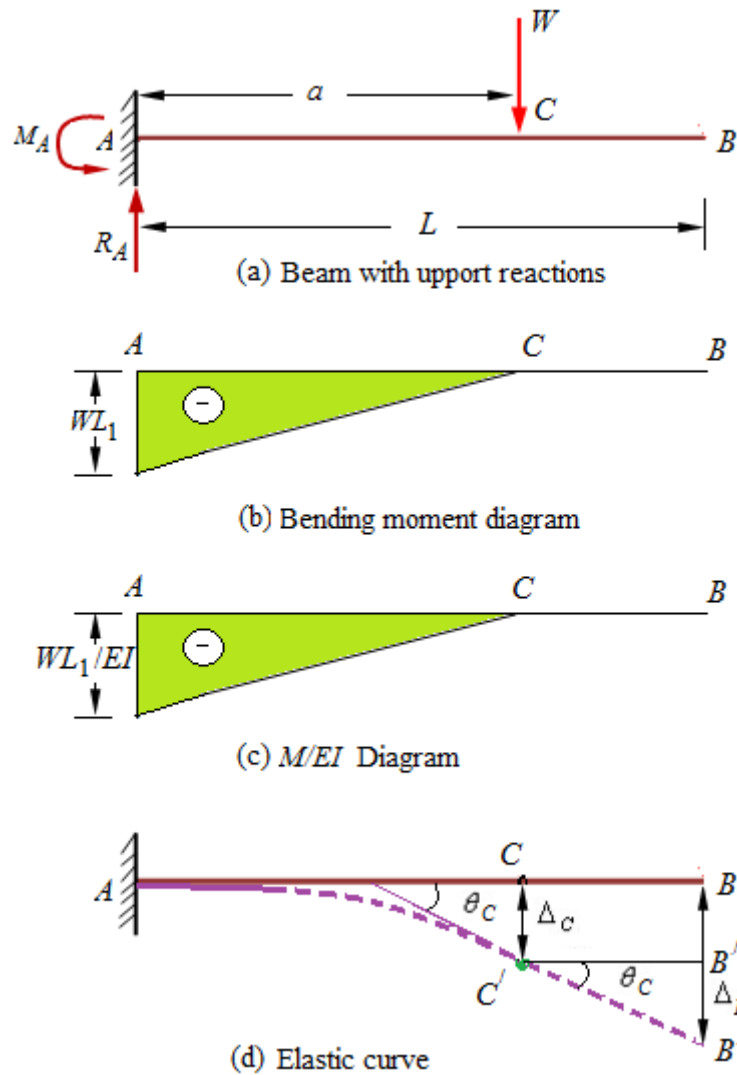 W
a
C
M_A
A
B
R_A
L
(a) Beam with upport reactions
A
C
B
−
WL_1
(b) Bending moment diagram
A
C
B
−
WL_1/EI
(c) M/EI Diagram
C
A
B
θ_C
Δ_C
B/
C/
θ_C
B
(d) Elastic curve